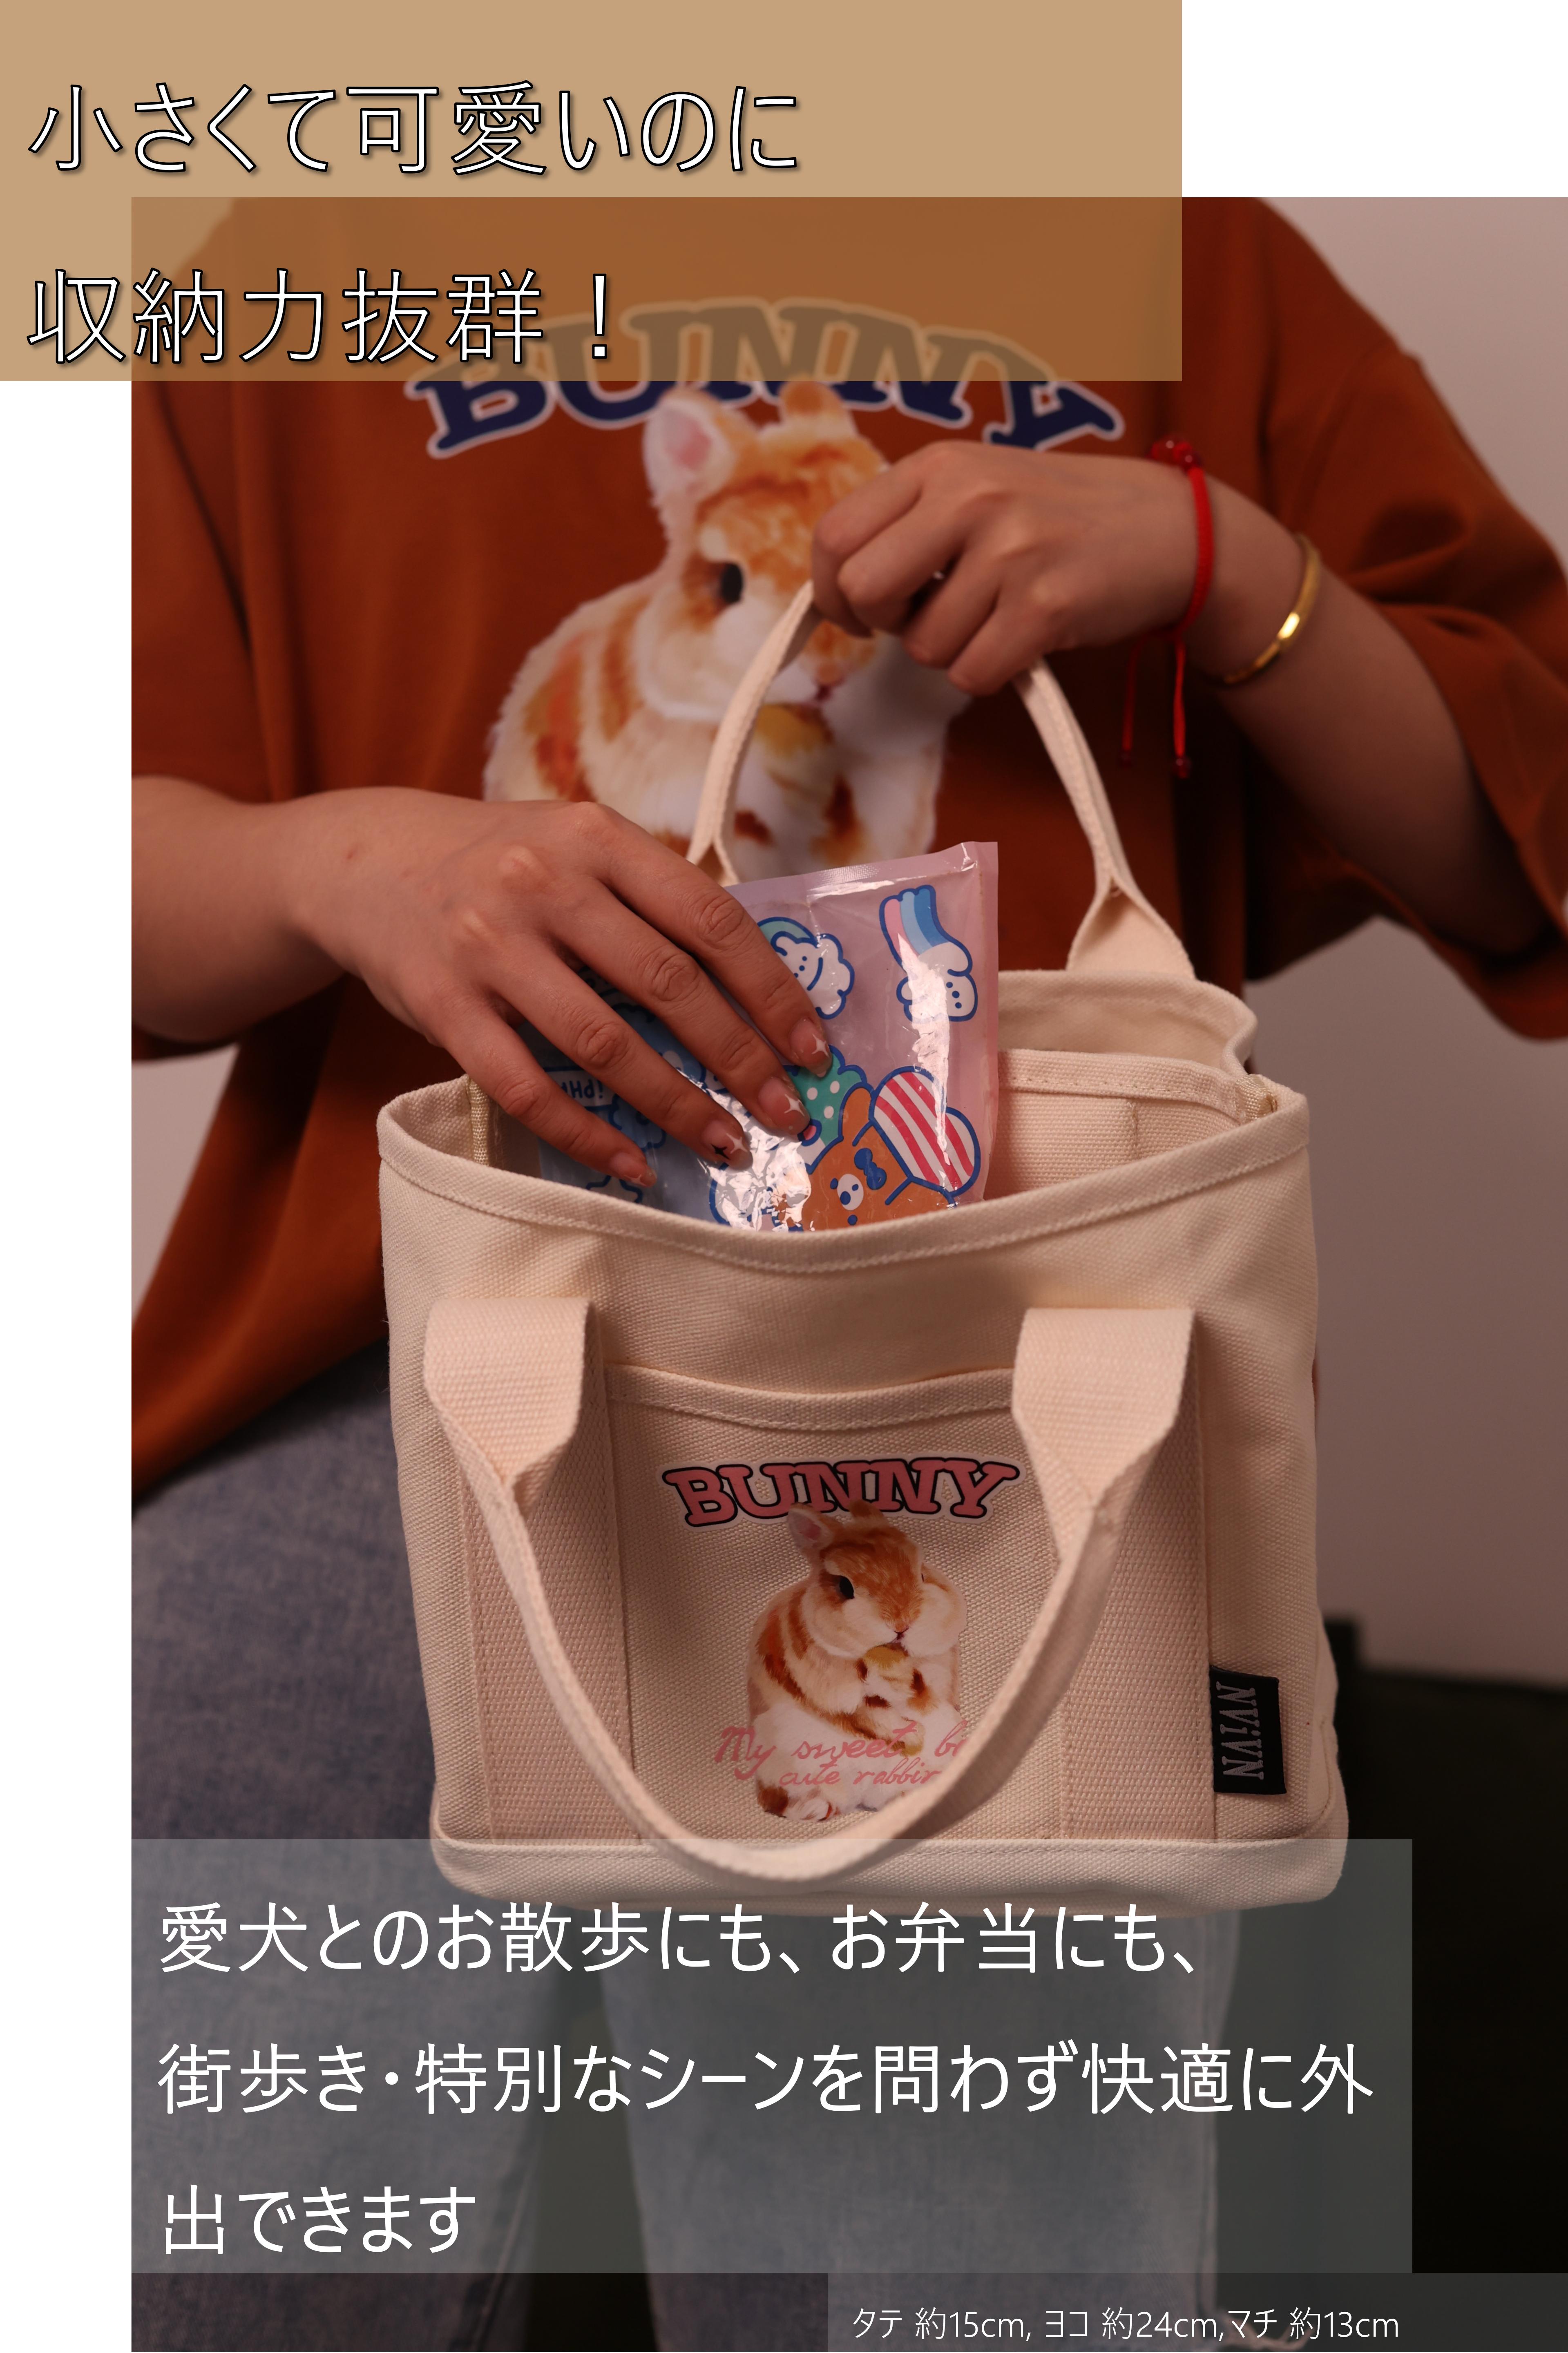 小さくて可愛いのに
収納力抜群！
BUNNY
BUNNY
My sweet
cute rabbit
NViVN
愛犬とのお散歩にも、お弁当にも、
街歩き・特別なシーンを問わず快適に外
出できます
タテ 約15cm, ヨコ 約24cm,マチ 約13cm